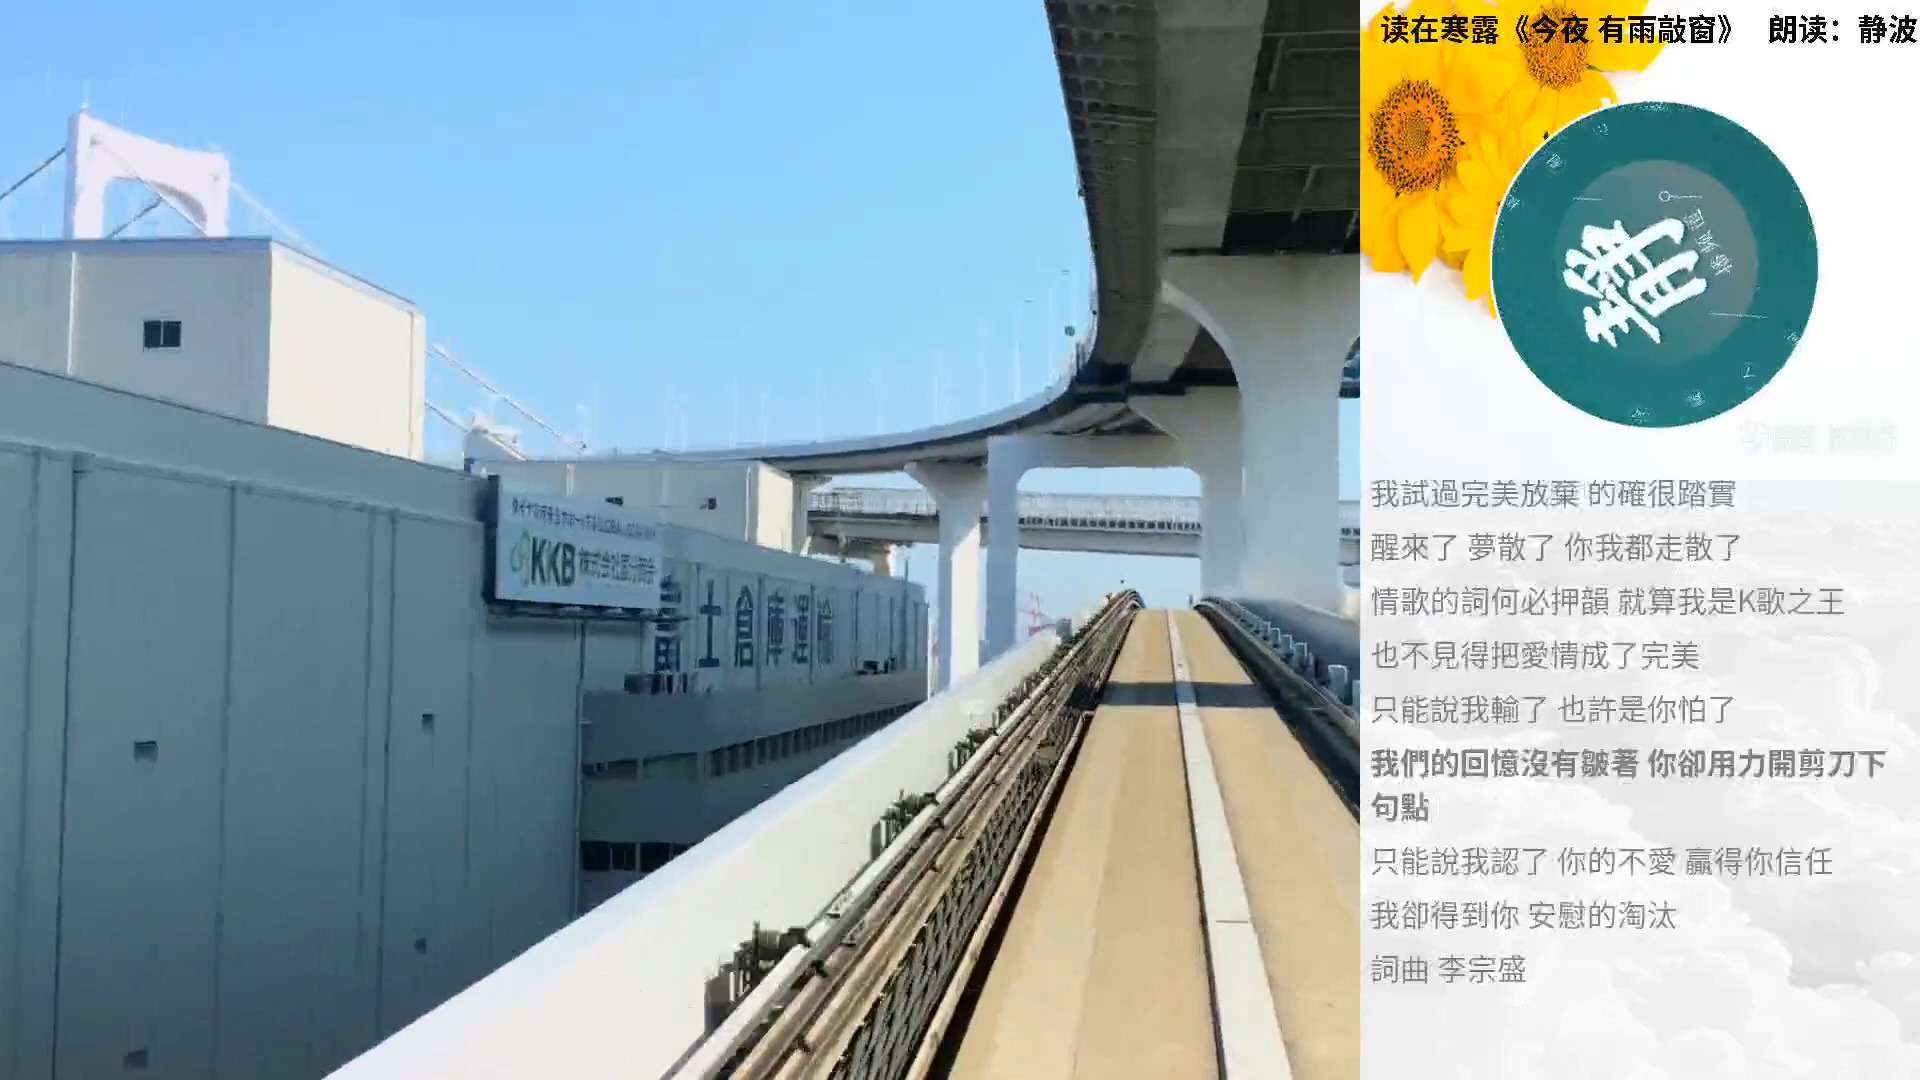 读在寒露《今夜 有雨敲窗》 朗读：静波
静
KKB
富士倉庫運輸
我試過完美放棄 的確很踏實
醒來了 夢散了 你我都走散了
情歌的詞何必押韻 就算我是K歌之王
也不見得把愛情成了完美
只能說我輸了 也許是你怕了
我們的回憶沒有皺著 你卻用力開剪刀下
句點
只能說我認了 你的不愛 贏得你信任
我卻得到你 安慰的淘汰
詞曲 李宗盛